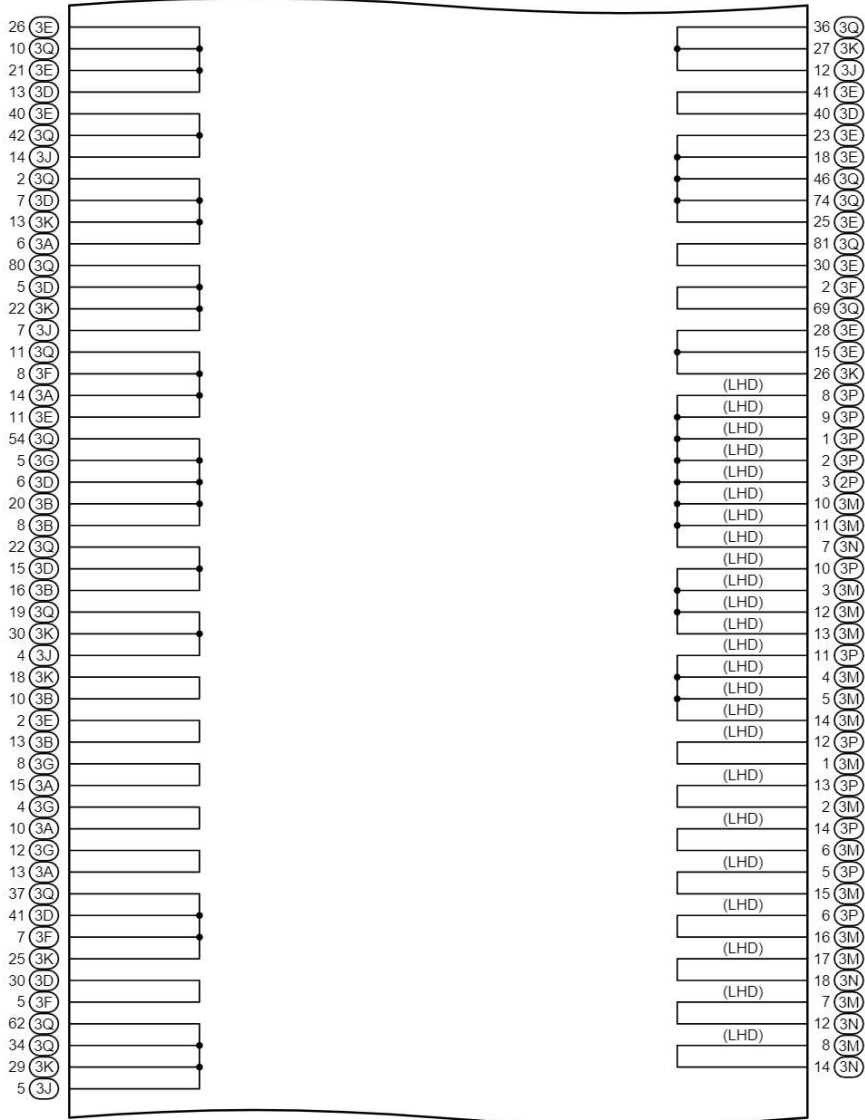 26 3E
10 3Q
21 3E
13 3D
40 3E
42 3Q
14 3J
2 3Q
7 3D
13 3K
6 3A
80 3Q
5 3D
22 3K
7 3J
11 3Q
8 3F
14 3A
11 3E
54 3Q
5 3G
6 3D
20 3B
8 3B
22 3Q
15 3D
16 3B
19 3Q
30 3K
4 3J
18 3K
10 3B
2 3E
13 3B
8 3G
15 3A
4 3G
10 3A
12 3G
13 3A
37 3Q
41 3D
7 3F
25 3K
30 3D
5 3F
62 3Q
34 3Q
29 3K
5 3J
36 3Q
27 3K
12 3J
41 3E
40 3D
23 3E
18 3E
46 3Q
74 3Q
25 3E
81 3Q
30 3E
2 3F
69 3Q
28 3E
15 3E
26 3K
(LHD) 8 3P
(LHD) 9 3P
(LHD) 1 3P
(LHD) 2 3P
(LHD) 3 2P
(LHD) 10 3M
(LHD) 11 3M
(LHD) 7 3N
(LHD) 10 3P
(LHD) 3 3M
(LHD) 12 3M
(LHD) 13 3M
(LHD) 11 3P
(LHD) 4 3M
(LHD) 5 3M
(LHD) 14 3M
(LHD) 12 3P
1 3M
(LHD) 13 3P
2 3M
(LHD) 14 3P
6 3M
(LHD) 5 3P
15 3M
(LHD) 6 3P
16 3M
(LHD) 17 3M
18 3N
(LHD) 7 3M
12 3N
(LHD) 8 3M
14 3N